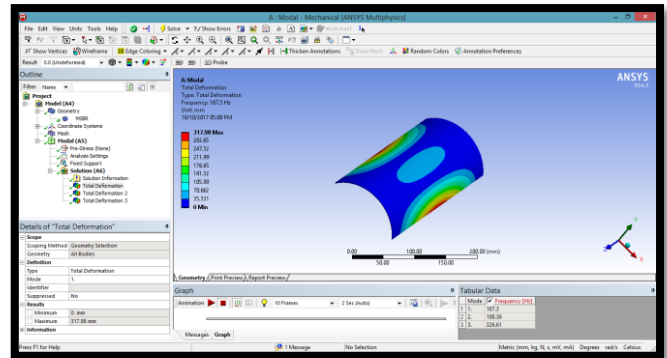 A : Modal - Mechanical [ANSYS Multiphysics]
File Edit View Units Tools Help Solve ?/ Show Errors Worksheet
Show Vertices Wireframe Edge Coloring Thicken Annotations Show Mesh Random Colors Annotation Preferences
Result 0.0 (Undeformed) Probe
Outline
Filter: Name
Project
Model (A4)
Geometry
MSBR
Coordinate Systems
Mesh
Modal (A5)
Pre-Stress (None)
Analysis Settings
Fixed Support
Solution (A6)
Solution Information
Total Deformation
Total Deformation 2
Total Deformation 3
Details of "Total Deformation"
Scope
Scoping Method Geometry Selection
Geometry All Bodies
Definition
Type Total Deformation
Mode 1.
Identifier
Suppressed No
Results
Minimum 0. mm
Maximum 317.98 mm
Information
A: Modal
Total Deformation
Type: Total Deformation
Frequency: 167.3 Hz
Unit: mm
18/10/2017 05:00 PM
317.98 Max
282.65
247.32
211.99
176.65
141.32
105.99
70.662
35.331
0 Min
ANSYS
R14.5
0.00 100.00 200.00 (mm)
50.00 150.00
Y
X
Geometry Print Preview Report Preview
Graph
Animation 10 Frames 2 Sec (Auto)
Messages Graph
Tabular Data
Mode Frequency [Hz]
1 1. 167.3
2 2. 188.36
3 3. 326.61
Press F1 for Help 1 Message No Selection Metric (mm, kg, N, s, mV, mA) Degrees rad/s Celsius